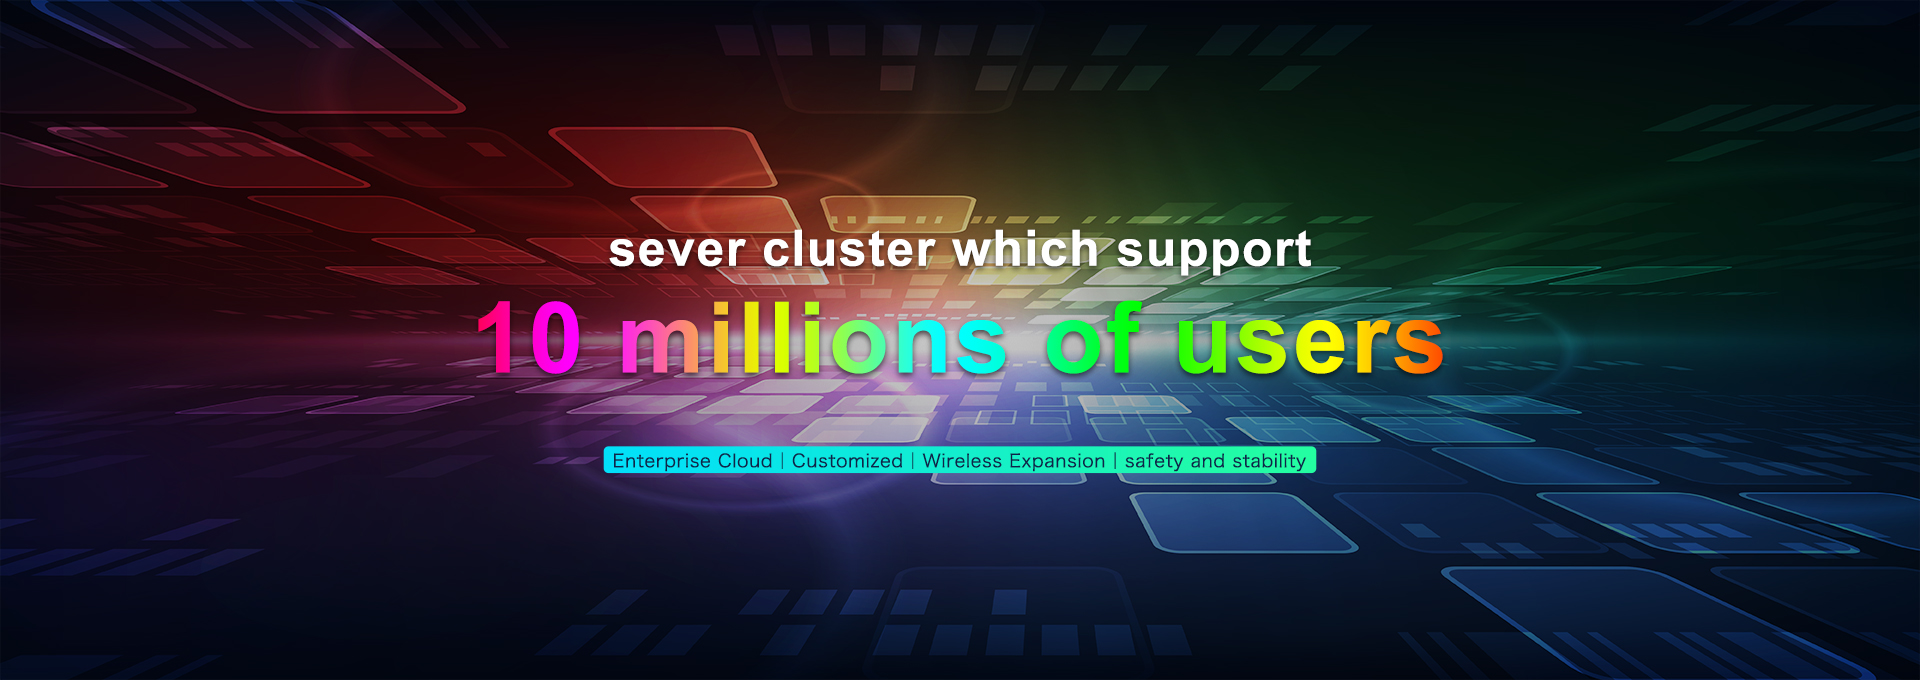 sever cluster which support
10 millions of users
Enterprise Cloud | Customized | Wireless Expansion | safety and stability